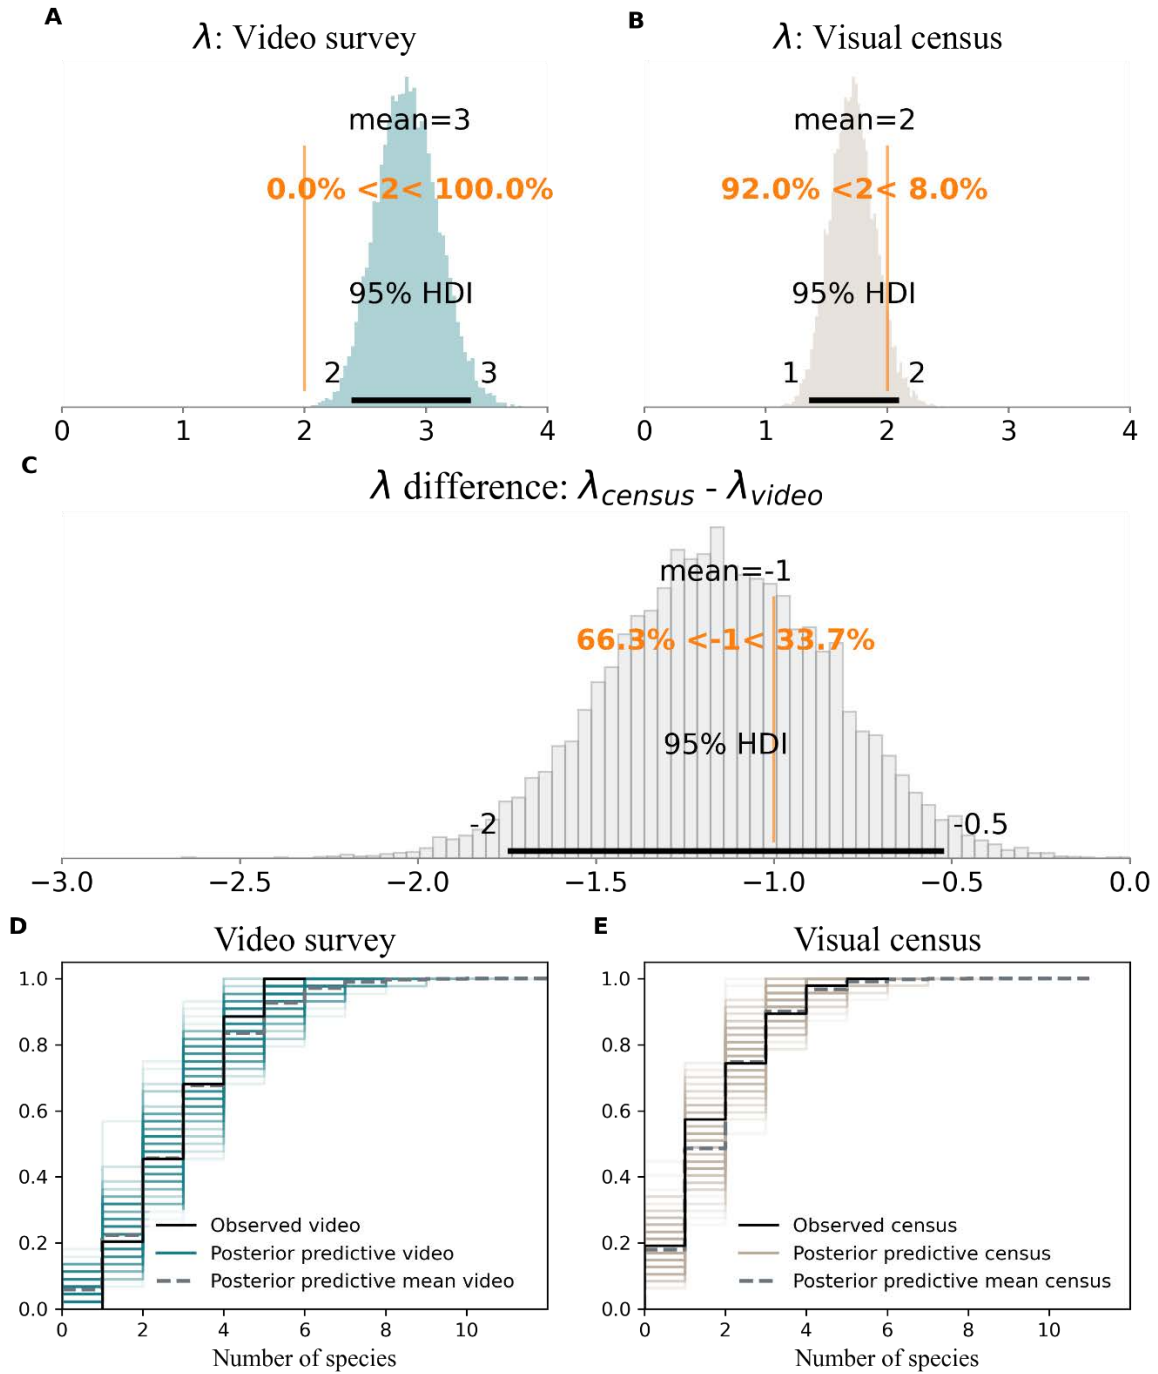 A
B
λ: Video survey
λ: Visual census
mean=3
mean=2
0.0% <2< 100.0%
92.0% <2< 8.0%
95% HDI
95% HDI
2
3
1
2
0 1 2 3 4
0 1 2 3 4
C
λ difference: λcensus - λvideo
mean=-1
66.3% <-1< 33.7%
95% HDI
-2
-0.5
−3.0 −2.5 −2.0 −1.5 −1.0 −0.5 0.0
D
E
Video survey
Visual census
1.0
0.8
0.6
0.4
0.2
0.0
Observed video
Posterior predictive video
Posterior predictive mean video
0 2 4 6 8 10
Number of species
1.0
0.8
0.6
0.4
0.2
0.0
Observed census
Posterior predictive census
Posterior predictive mean census
0 2 4 6 8 10
Number of species